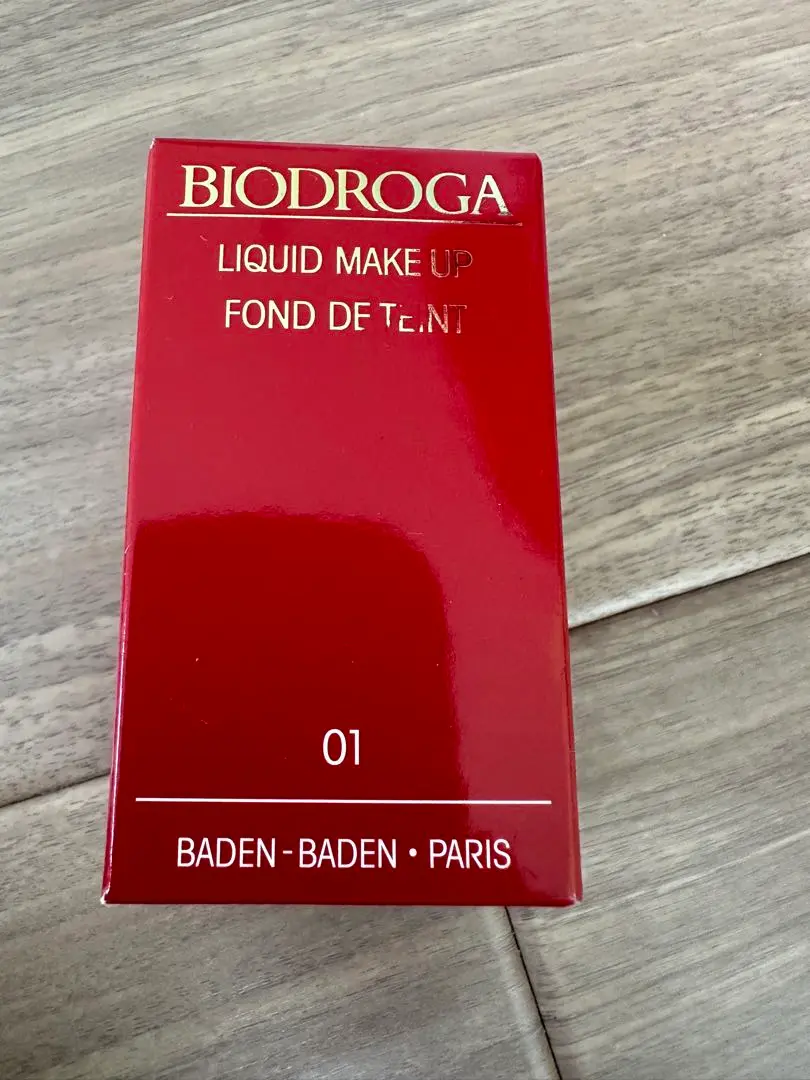 BIODROGA
LIQUID MAKE UP
FOND DE TEINT
01
BADEN-BADEN • PARIS